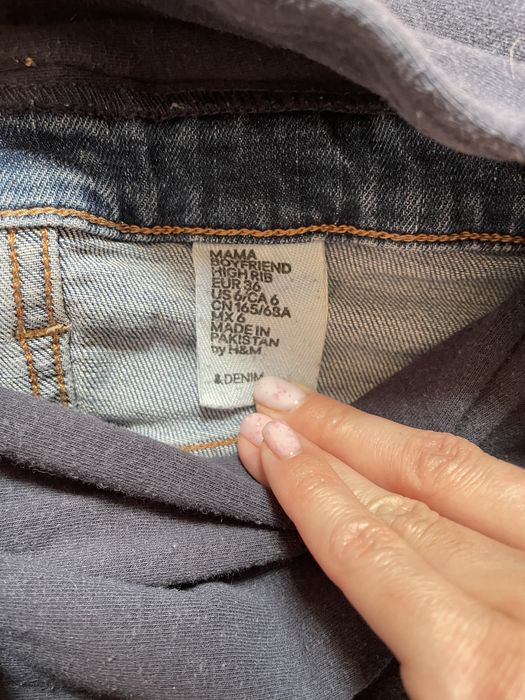 MAMA
BOYFRIEND
HIGH RIB
EUR 36
US 6/CA 6
CN 165/68A
MX 6
MADE IN
PAKISTAN
by H&M
& DENIM